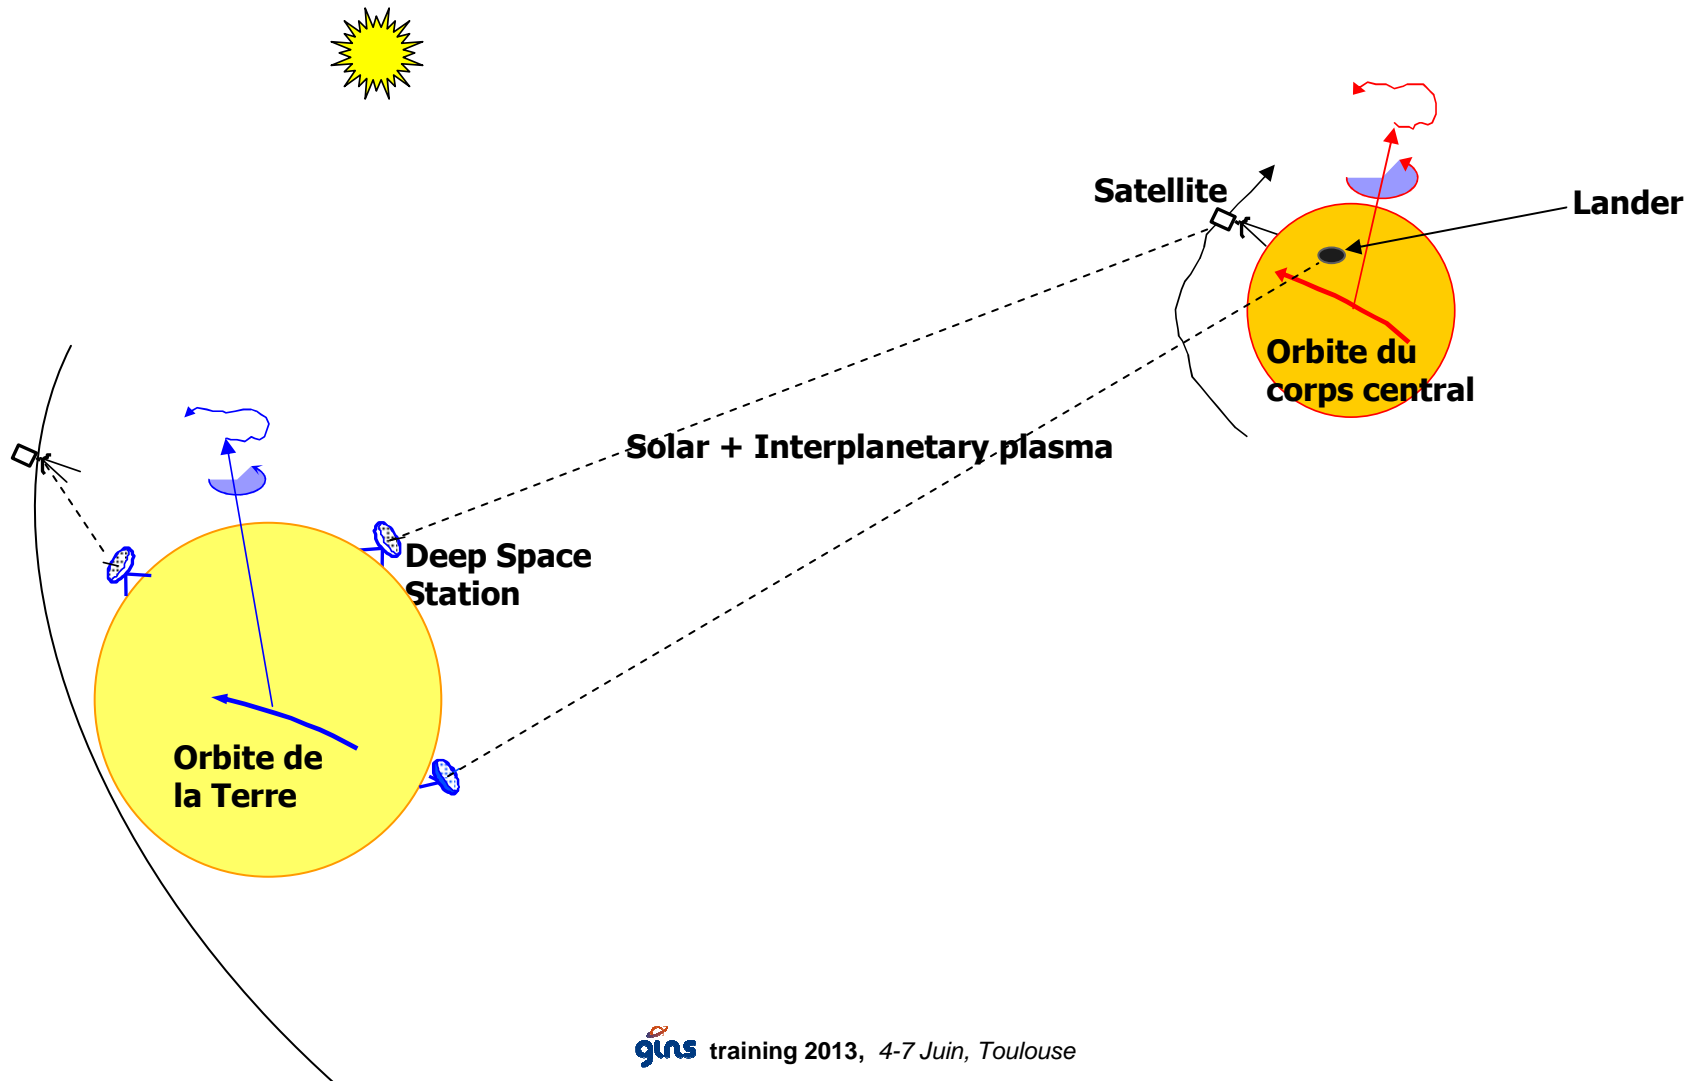 Satellite
Lander
Orbite du
corps central
Solar + Interplanetary plasma
Deep Space
Station
Orbite de
la Terre
gins training 2013, 4-7 Juin, Toulouse